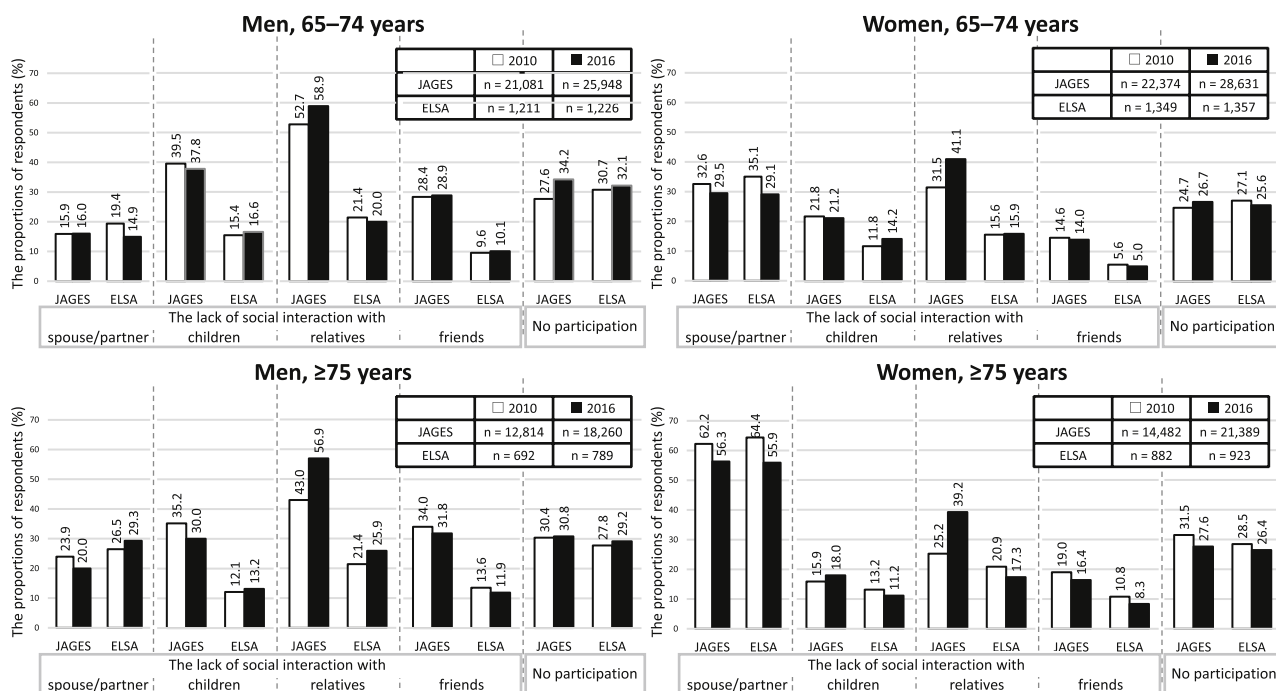 Men, 65–74 years
The proportions of respondents (%)
70
60
50
40
30
20
10
0
□ 2010 ■ 2016
JAGES n = 21,081 n = 25,948
ELSA n = 1,211 n = 1,226
15.9 16.0 19.4 14.9 39.5 37.8 15.4 16.6 52.7 58.9 21.4 20.0 28.4 28.9 9.6 10.1 27.6 34.2 30.7 32.1
JAGES ELSA JAGES ELSA JAGES ELSA JAGES ELSA JAGES ELSA
The lack of social interaction with
spouse/partner children relatives friends
No participation
Women, 65–74 years
The proportions of respondents (%)
70
60
50
40
30
20
10
0
□ 2010 ■ 2016
JAGES n = 22,374 n = 28,631
ELSA n = 1,349 n = 1,357
32.6 29.5 35.1 29.1 21.8 21.2 11.8 14.2 31.5 41.1 15.6 15.9 14.6 14.0 5.6 5.0 24.7 26.7 27.1 25.6
JAGES ELSA JAGES ELSA JAGES ELSA JAGES ELSA JAGES ELSA
The lack of social interaction with
spouse/partner children relatives friends
No participation
Men, ≥75 years
The proportions of respondents (%)
70
60
50
40
30
20
10
0
□ 2010 ■ 2016
JAGES n = 12,814 n = 18,260
ELSA n = 692 n = 789
23.9 20.0 26.5 29.3 35.2 30.0 12.1 13.2 43.0 56.9 21.4 25.9 34.0 31.8 13.6 11.9 30.4 30.8 27.8 29.2
JAGES ELSA JAGES ELSA JAGES ELSA JAGES ELSA JAGES ELSA
The lack of social interaction with
spouse/partner children relatives friends
No participation
Women, ≥75 years
The proportions of respondents (%)
70
60
50
40
30
20
10
0
□ 2010 ■ 2016
JAGES n = 14,482 n = 21,389
ELSA n = 882 n = 923
62.2 56.3 64.4 55.9 15.9 18.0 13.2 11.2 25.2 39.2 20.9 17.3 19.0 16.4 10.8 8.3 31.5 27.6 28.5 26.4
JAGES ELSA JAGES ELSA JAGES ELSA JAGES ELSA JAGES ELSA
The lack of social interaction with
spouse/partner children relatives friends
No participation